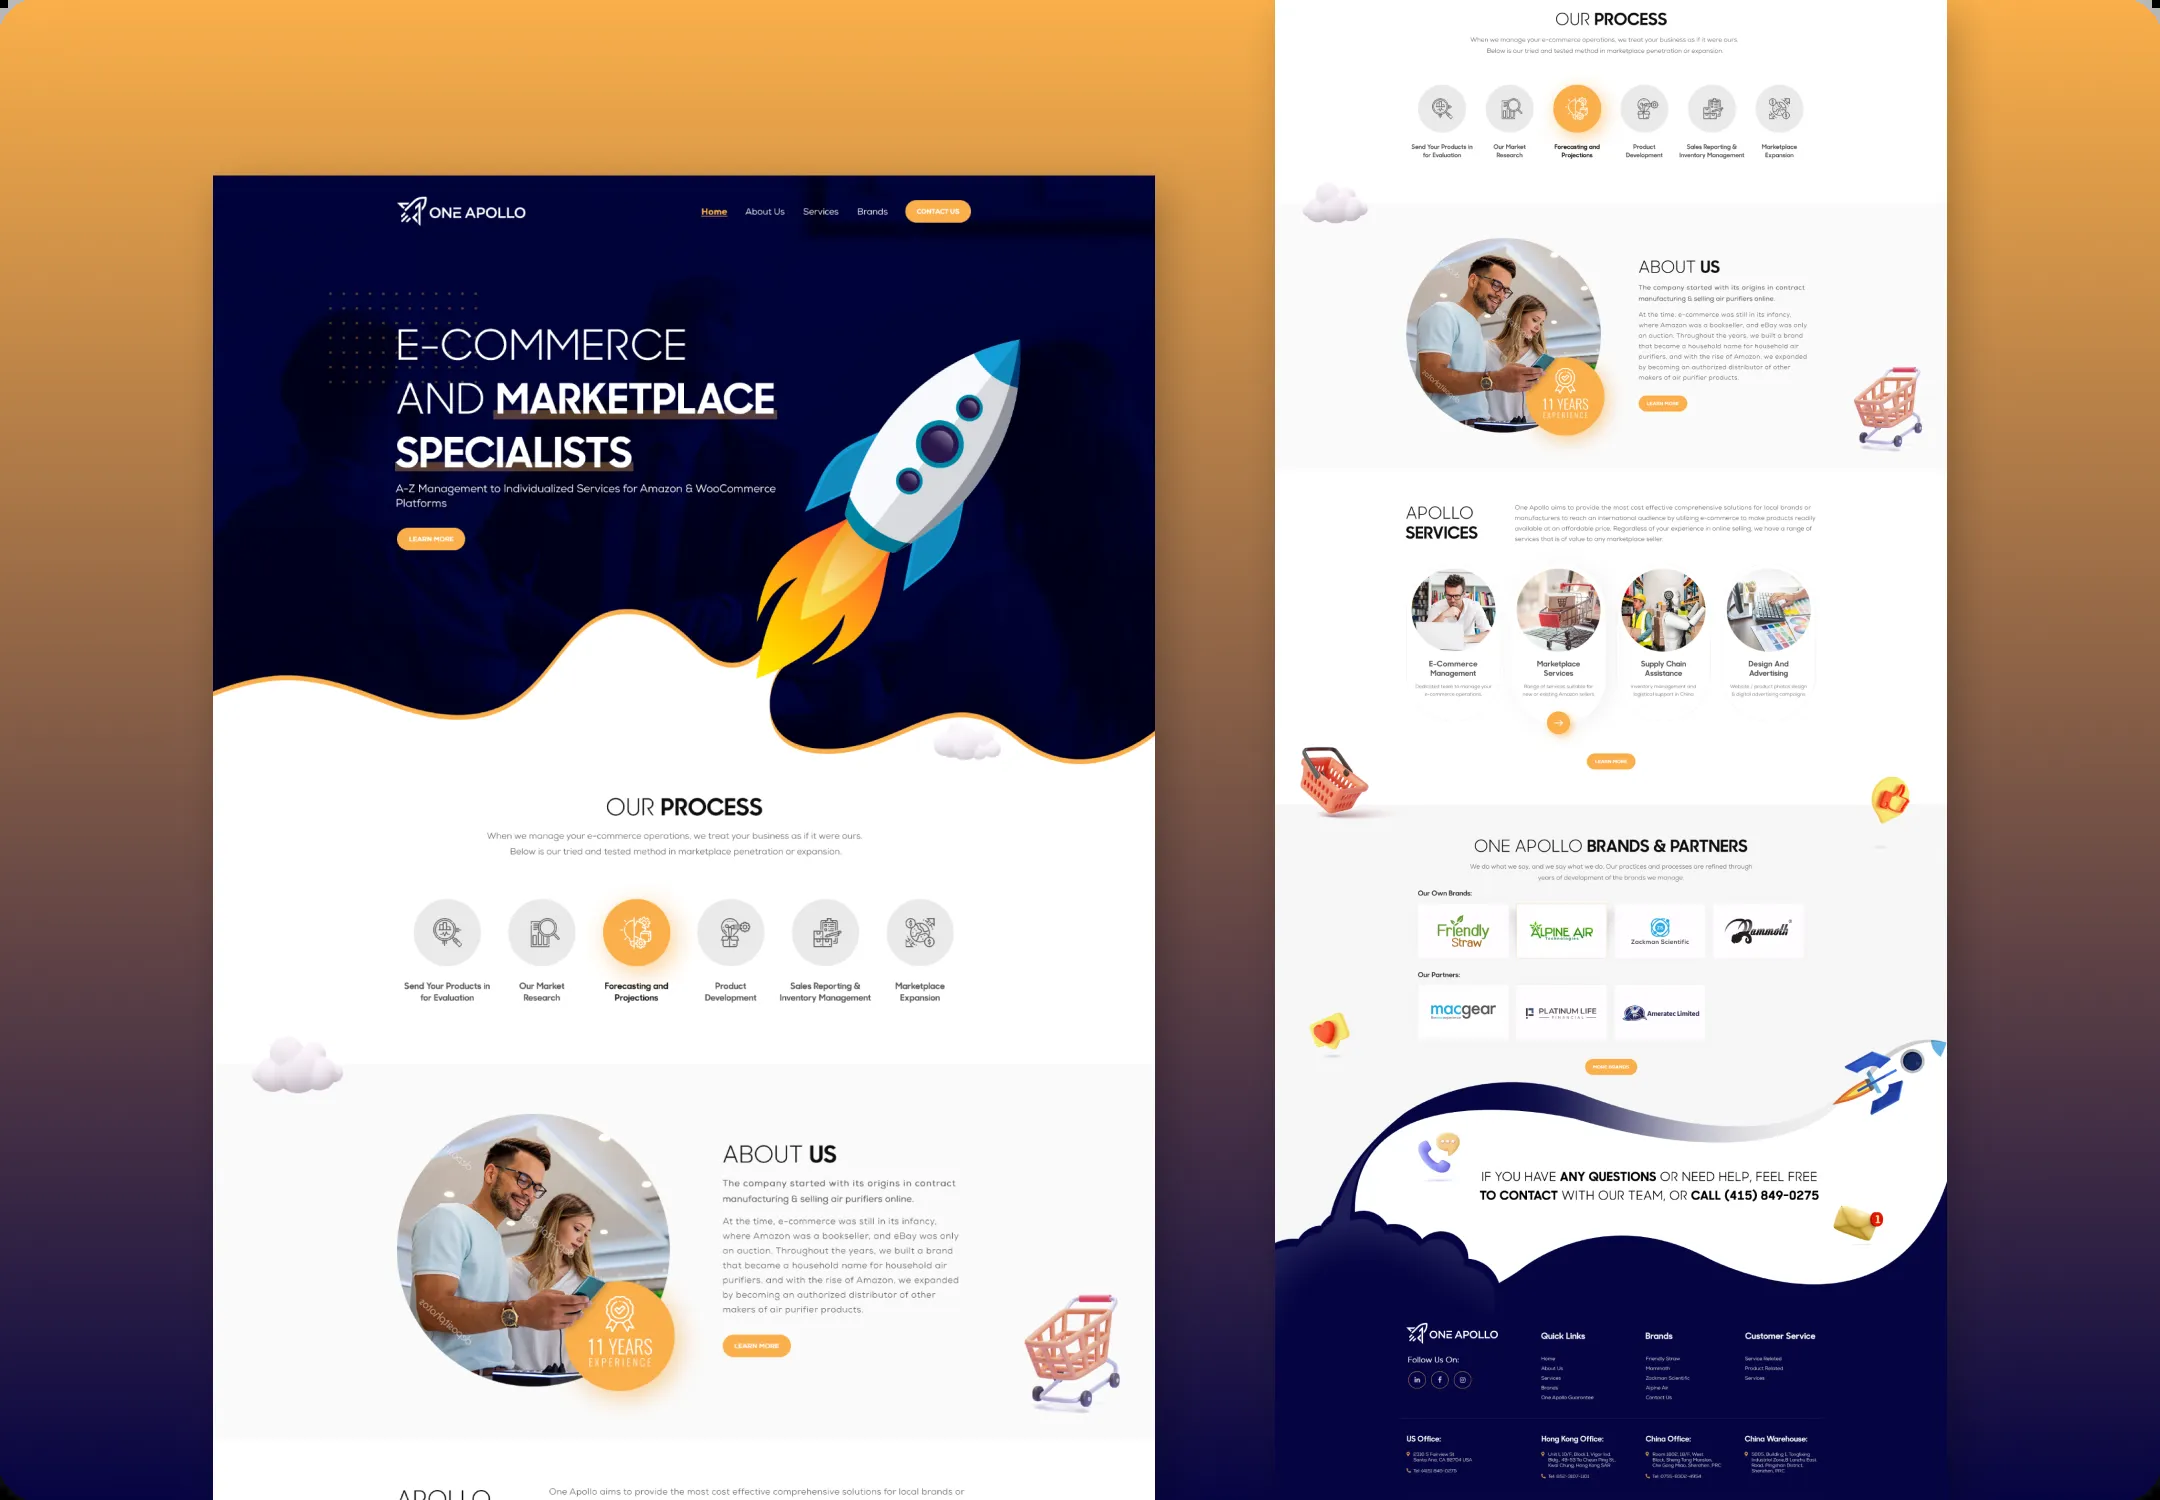 ONE APOLLO
Home
About Us
Services
Brands
CONTACT US
E-COMMERCE
AND MARKETPLACE
SPECIALISTS
A-Z Management to Individualized Services for Amazon & WooCommerce
Platforms
LEARN MORE
OUR PROCESS
When we manage your e-commerce operations, we treat your business as if it were ours.
Below is our tried and tested method in marketplace penetration or expansion.
Send Your Products in
for Evaluation
Our Market
Research
Forecasting and
Projections
Product
Development
Sales Reporting &
Inventory Management
Marketplace
Expansion
11 YEARS
EXPERIENCE
ABOUT US
The company started with its origins in contract
manufacturing & selling air purifiers online.
At the time, e-commerce was still in its infancy,
where Amazon was a bookseller, and eBay was only
an auction. Throughout the years, we built a brand
that became a household name for household air
purifiers, and with the rise of Amazon, we expanded
by becoming an authorized distributor of other
makers of air purifier products.
LEARN MORE
APOLLO
One Apollo aims to provide the most cost effective comprehensive solutions for local brands or
OUR PROCESS
When we manage your e-commerce operations, we treat your business as if it were ours.
Below is our tried and tested method in marketplace penetration or expansion.
Send Your Products in
for Evaluation
Our Market
Research
Forecasting and
Projections
Product
Development
Sales Reporting &
Inventory Management
Marketplace
Expansion
11 YEARS
EXPERIENCE
ABOUT US
The company started with its origins in contract
manufacturing & selling air purifiers online.
At the time, e-commerce was still in its infancy,
where Amazon was a bookseller, and eBay was only
an auction. Throughout the years, we built a brand
that became a household name for household air
purifiers, and with the rise of Amazon, we expanded
by becoming an authorized distributor of other
makers of air purifier products.
LEARN MORE
APOLLO
SERVICES
One Apollo aims to provide the most cost effective comprehensive solutions for local brands or
manufacturers to reach an international audience by utilizing e-commerce to make products readily
available at an affordable price. Regardless of your experience in online selling, we have a range of
services that is of value to any marketplace seller.
E-Commerce
Management
Dedicated team to manage your
e-commerce operations.
Marketplace
Services
Range of services suitable for
new or existing Amazon sellers
Supply Chain
Assistance
Inventory management and
logistical support in China
Design And
Advertising
Website / product photos design
& digital advertising campaigns
LEARN MORE
ONE APOLLO BRANDS & PARTNERS
We do what we say, and we say what we do. Our practices and processes are refined through
years of development of the brands we manage.
Our Own Brands:
Friendly
Straw
ALPINE AIR
Technologies
Zackman Scientific
Mammoth
Our Partners:
macgear
PLATINUM LIFE
FINANCIAL
Ameratec Limited
MORE BRANDS
IF YOU HAVE ANY QUESTIONS OR NEED HELP, FEEL FREE
TO CONTACT WITH OUR TEAM, OR CALL (415) 849-0275
1
ONE APOLLO
Follow Us On:
Quick Links
Home
About Us
Services
Brands
One Apollo Guarantee
Brands
Friendly Straw
Mammoth
Zackman Scientific
Alpine Air
Contact Us
Customer Service
Service Related
Product Related
Services
US Office:
Santa Ana, CA 92704 USA
Tel: (415) 849-0275
Hong Kong Office:
China Office:
China Warehouse: